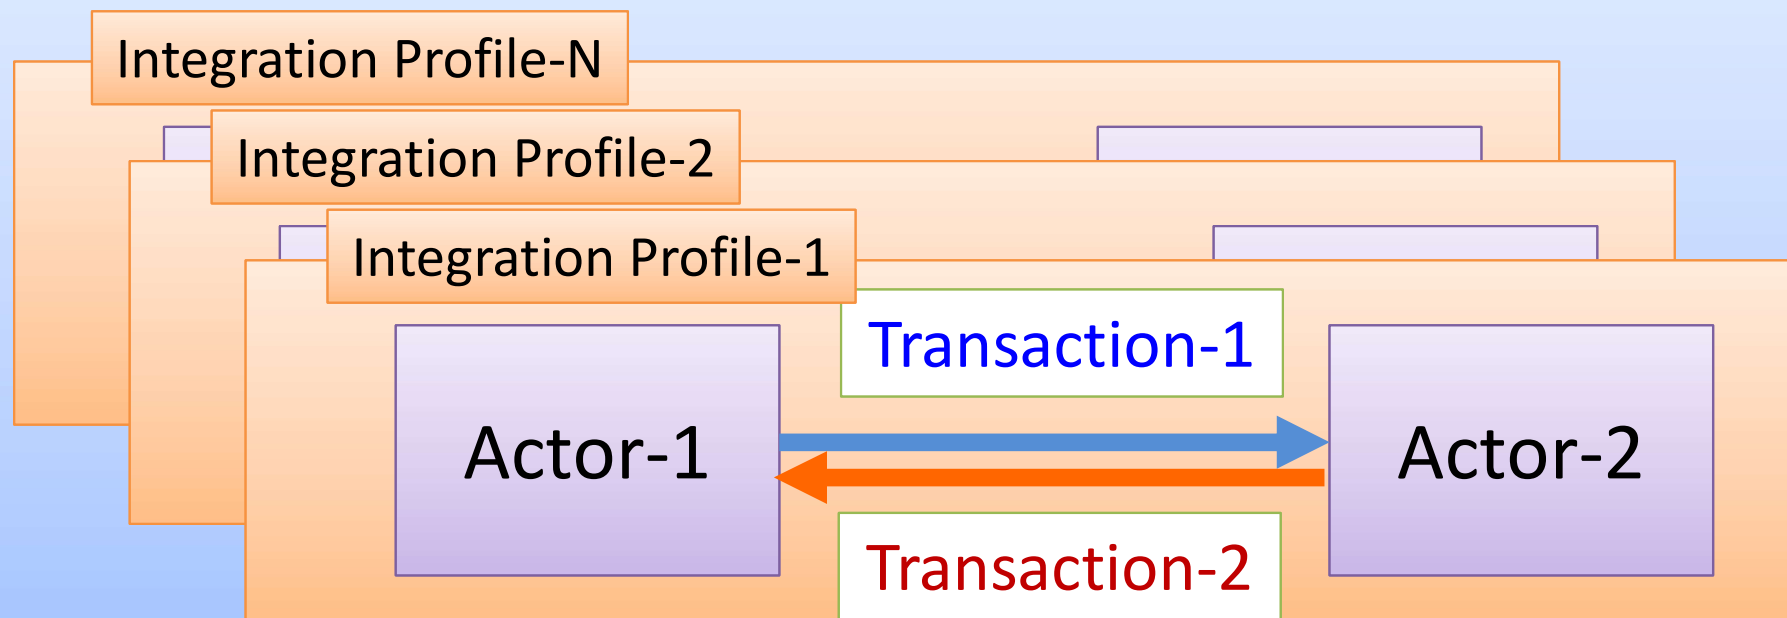 Integration Profile-N
Integration Profile-2
Integration Profile-1
Transaction-1
Actor-1
Actor-2
Transaction-2